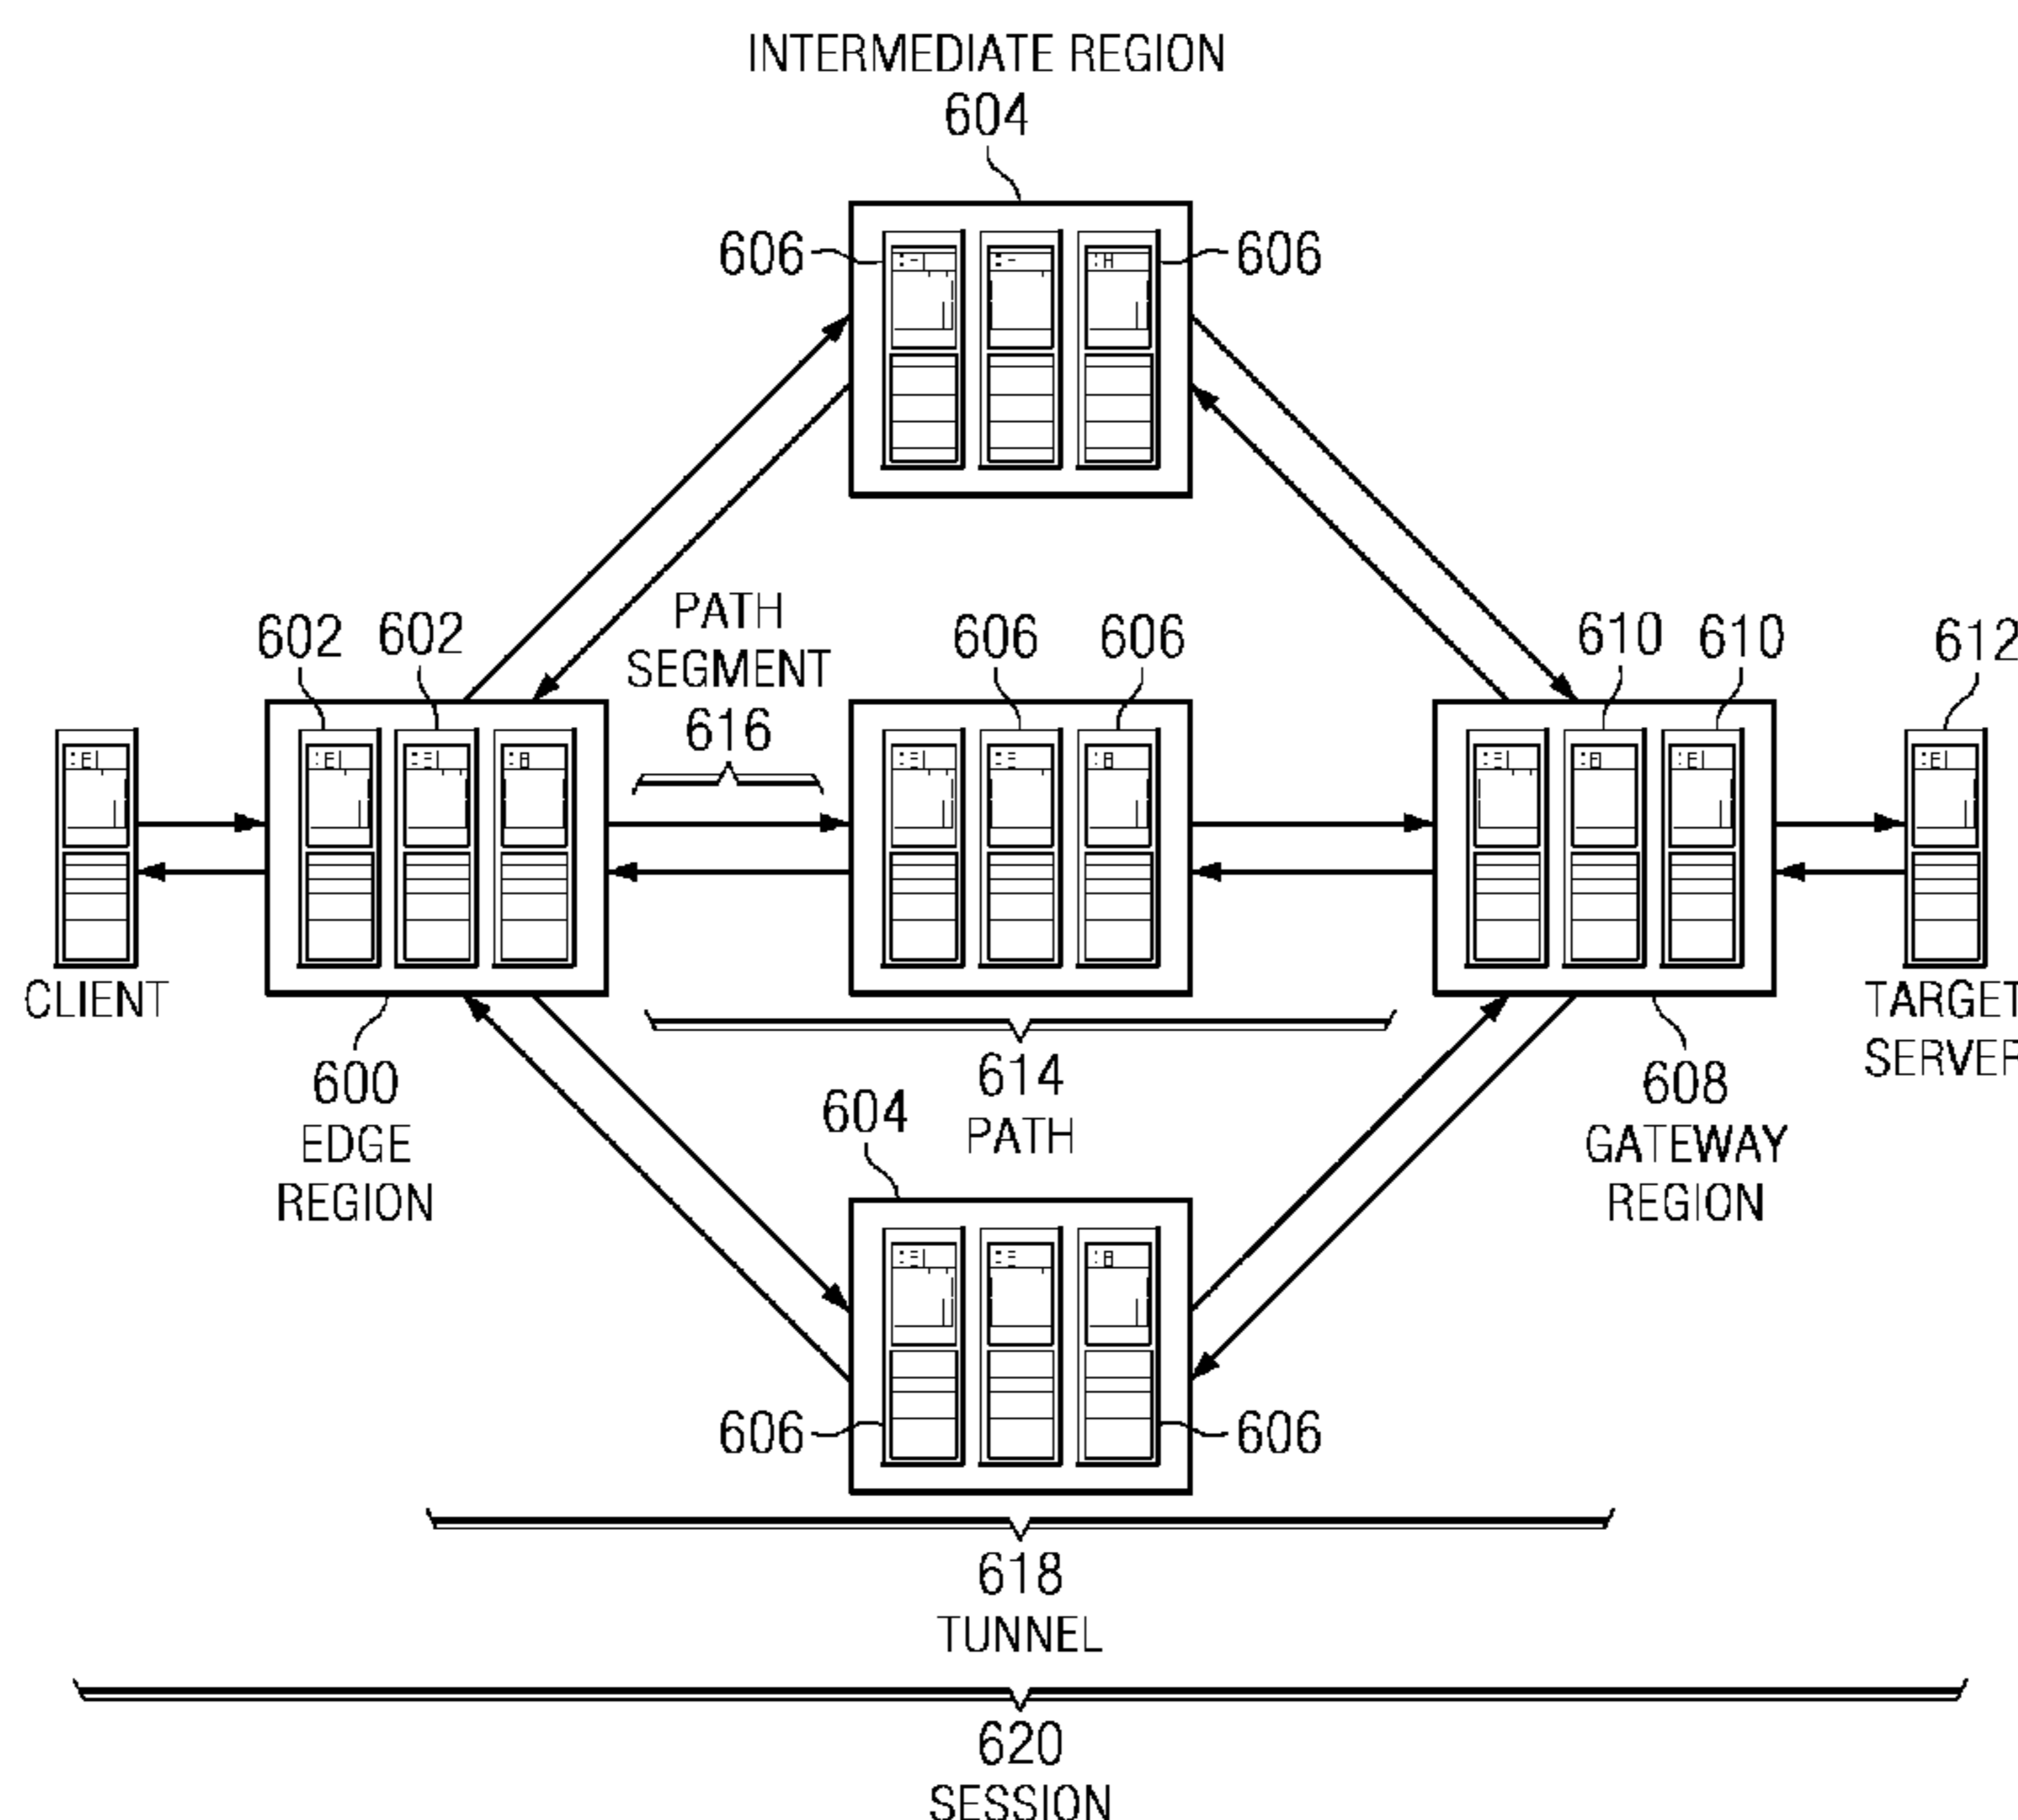 INTERMEDIATE REGION
604
606
606
PATH
SEGMENT
616
602
602
606
606
610
610
612
CLIENT
TARGET
SERVER
600
EDGE
REGION
614
PATH
608
GATEWAY
REGION
604
606
606
618
TUNNEL
620
SESSION